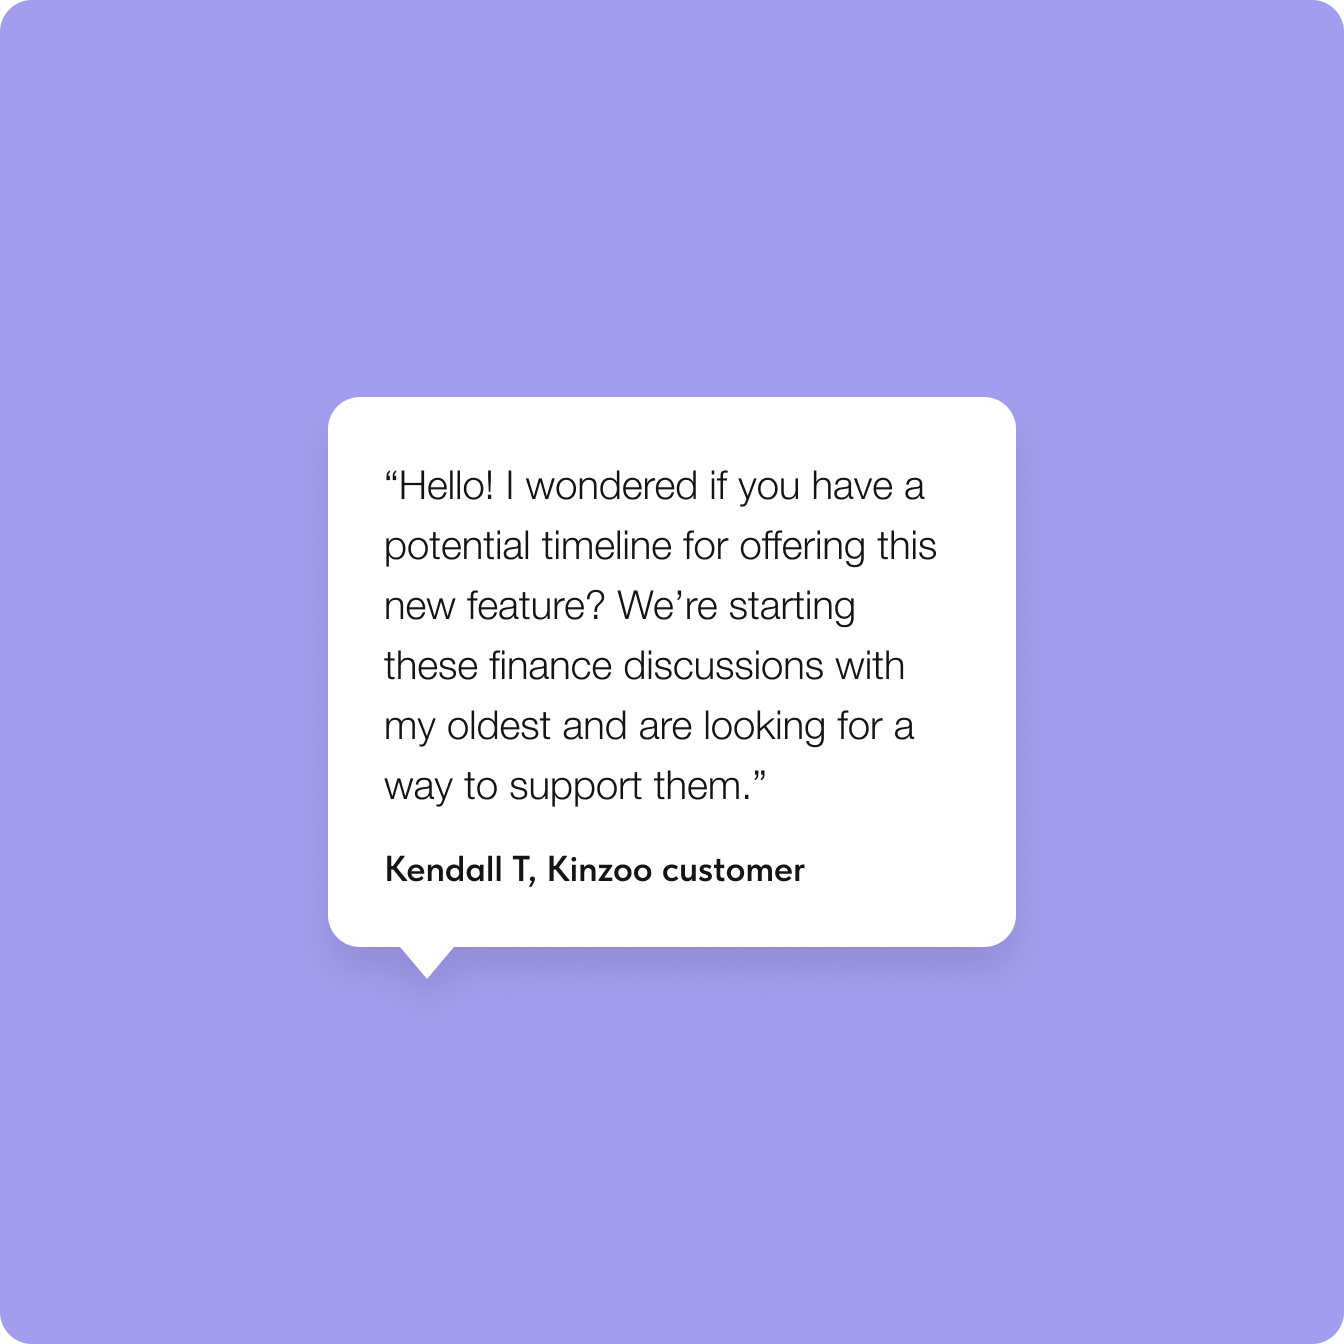 “Hello! I wondered if you have a
potential timeline for offering this
new feature? We’re starting
these finance discussions with
my oldest and are looking for a
way to support them.”
Kendall T, Kinzoo customer